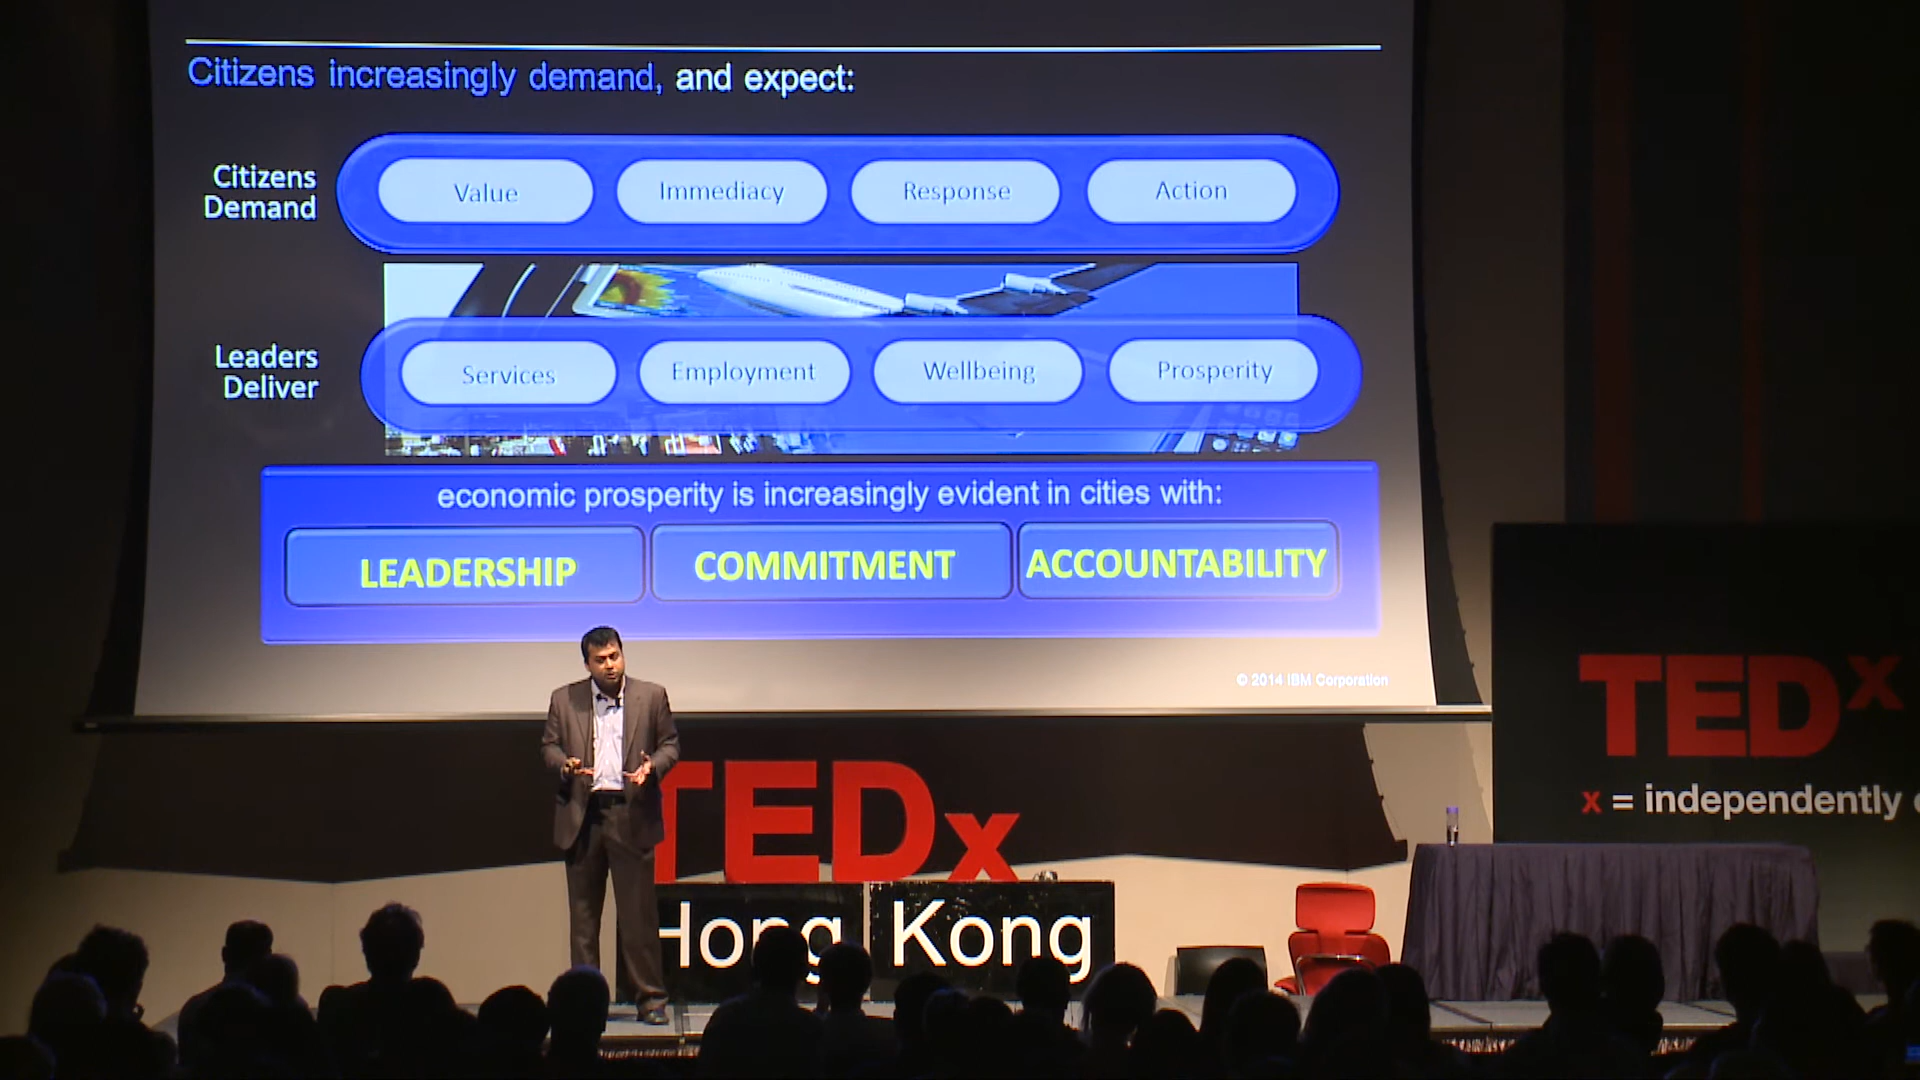 Citizens increasingly demand, and expect:
Citizens
Demand
Value
Immediacy
Response
Action
Leaders
Deliver
Services
Employment
Wellbeing
Prosperity
economic prosperity is increasingly evident in cities with:
LEADERSHIP
COMMITMENT
ACCOUNTABILITY
© 2014 IBM Corporation
TEDx
x = independently
TEDx
Hong Kong